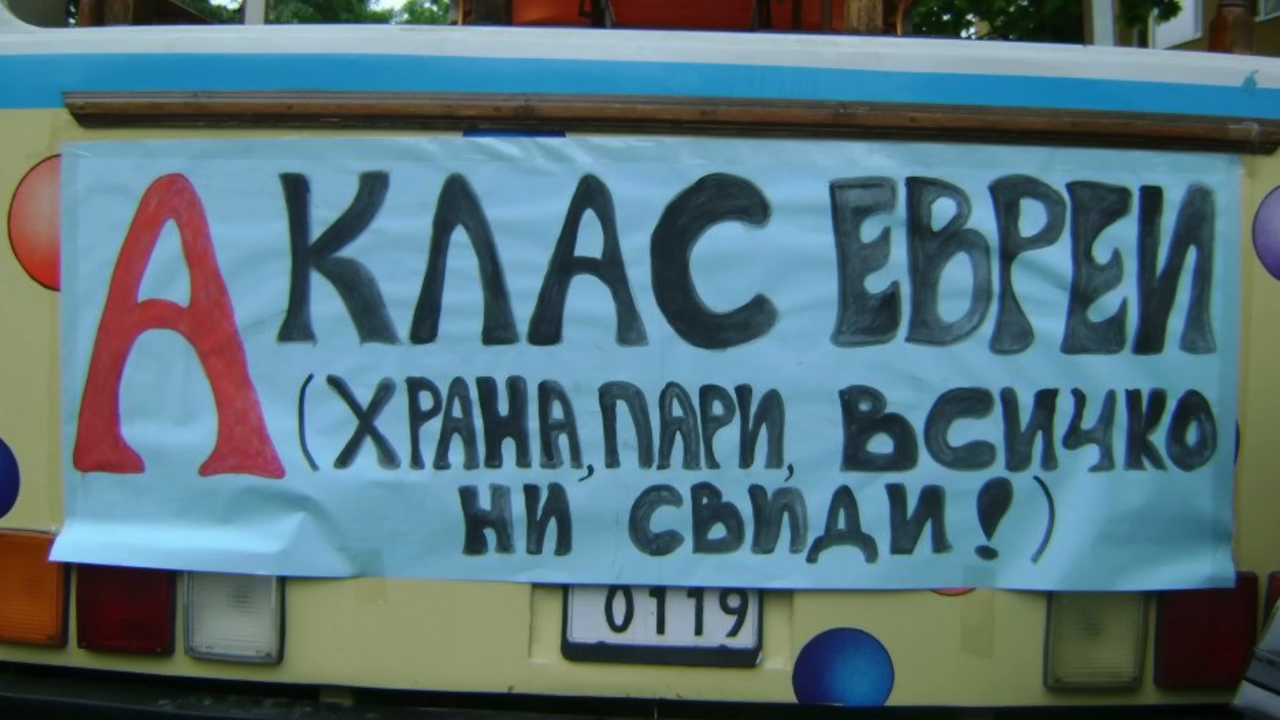 А КЛАС ЕВРЕИ
(ХРАНА, ПАРИ, ВСИЧКО
НИ СВИДИ!)
0119